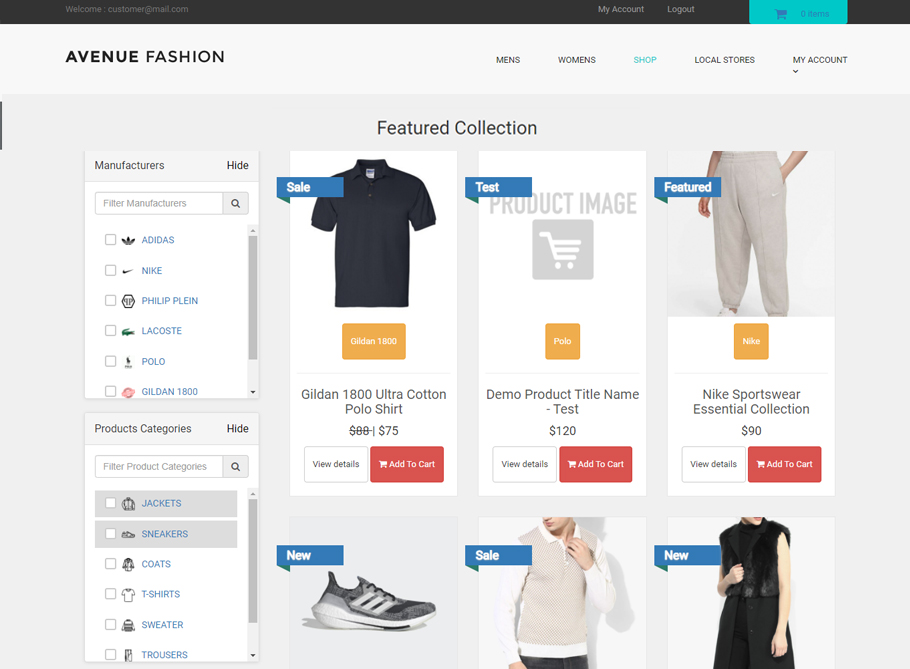 Welcome : customer@mail.com
My Account
Logout
0 items
AVENUE FASHION
MENS
WOMENS
SHOP
LOCAL STORES
MY ACCOUNT
Featured Collection
Manufacturers
Hide
Filter Manufacturers
ADIDAS
NIKE
PHILIP PLEIN
LACOSTE
POLO
GILDAN 1800
Products Categories
Hide
Filter Product Categories
JACKETS
SNEAKERS
COATS
T-SHIRTS
SWEATER
TROUSERS
Sale
Gildan 1800
Gildan 1800 Ultra Cotton
Polo Shirt
$88 | $75
View details
Add To Cart
Test
PRODUCT IMAGE
Polo
Demo Product Title Name
- Test
$120
View details
Add To Cart
Featured
Nike
Nike Sportswear
Essential Collection
$90
View details
Add To Cart
New
Sale
New